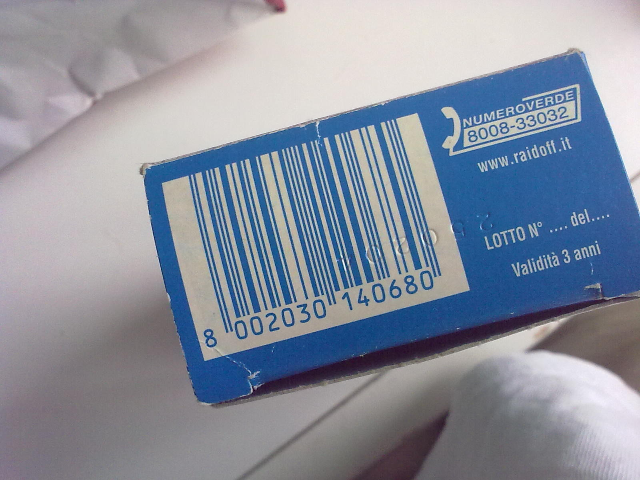 NUMEROVERDE
8008-33032
www.raidoff.it
LOTTO N° .... del....
Validità 3 anni
8 002030 140680